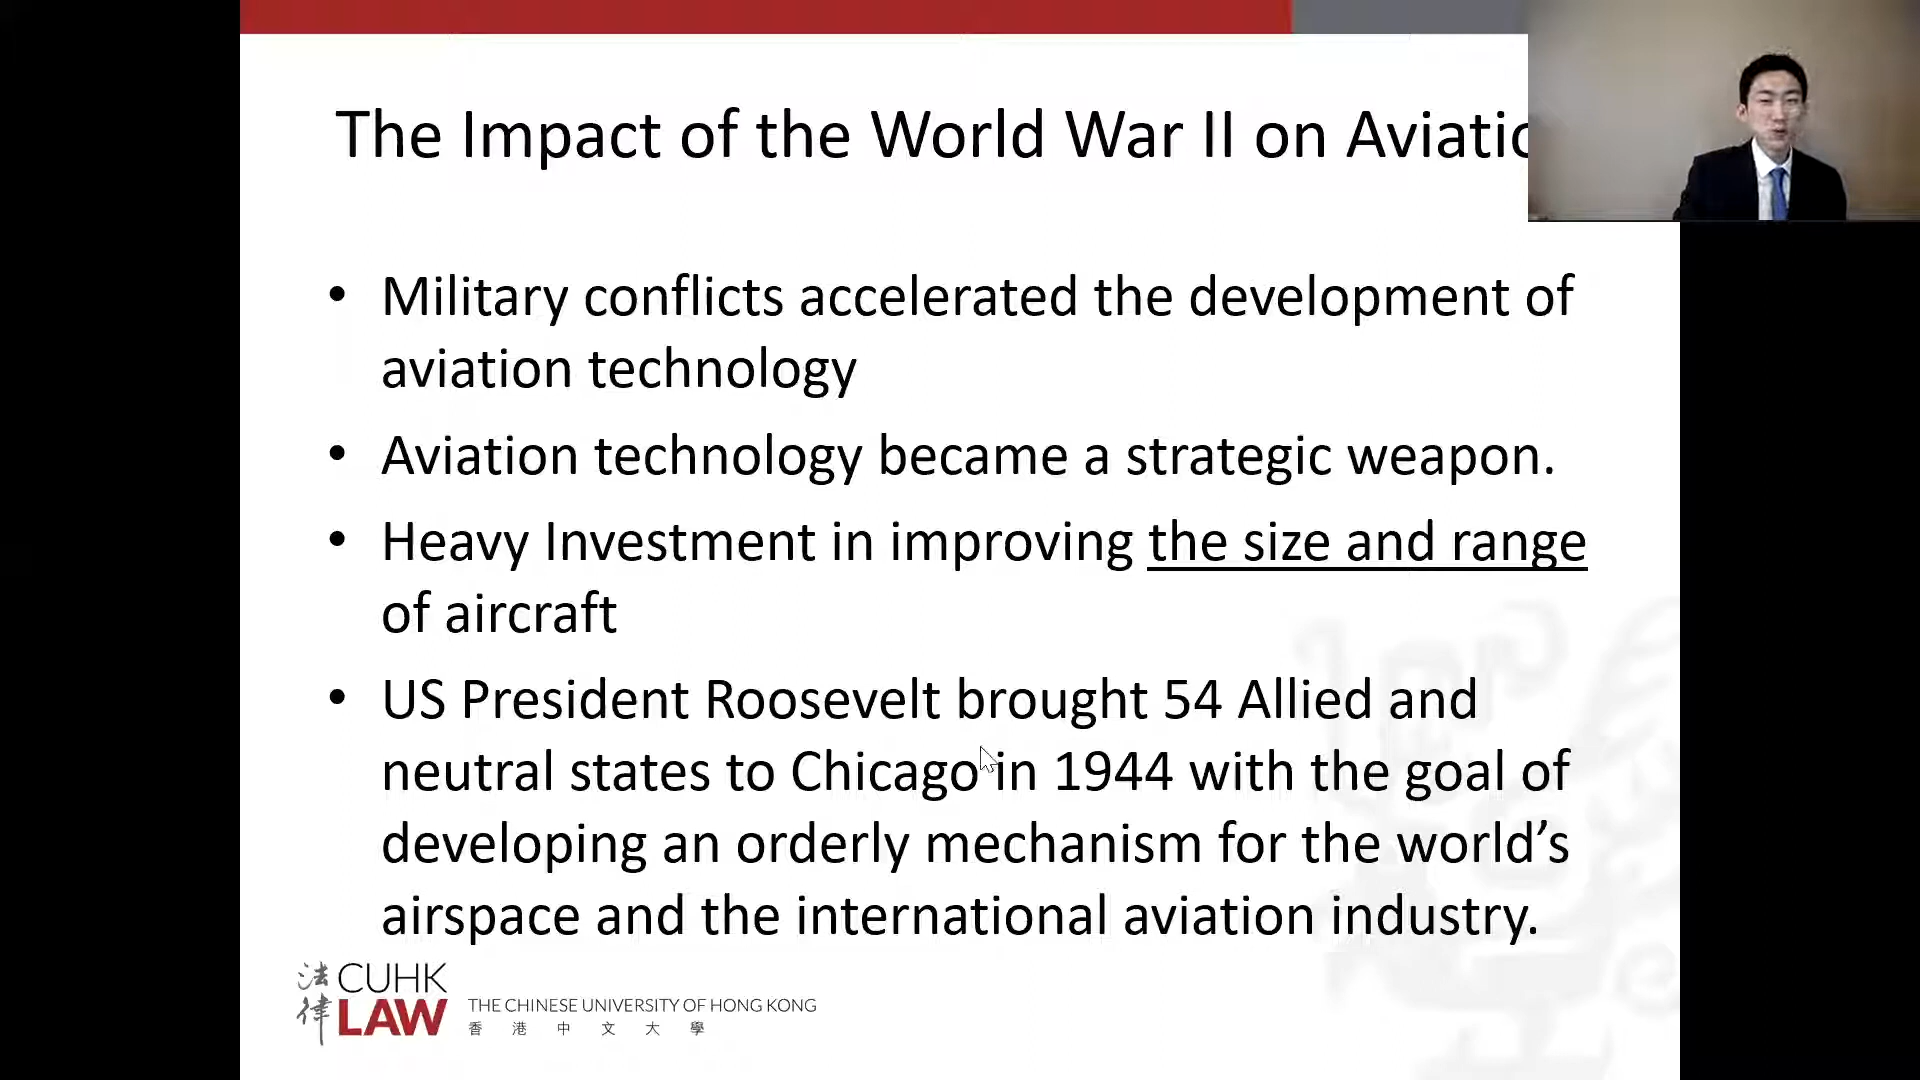 The Impact of the World War II on Aviatio
• Military conflicts accelerated the development of
aviation technology
• Aviation technology became a strategic weapon.
• Heavy Investment in improving the size and range
of aircraft
• US President Roosevelt brought 54 Allied and
neutral states to Chicago in 1944 with the goal of
developing an orderly mechanism for the world’s
airspace and the international aviation industry.
法律
CUHK
LAW
THE CHINESE UNIVERSITY OF HONG KONG
香港中文大學